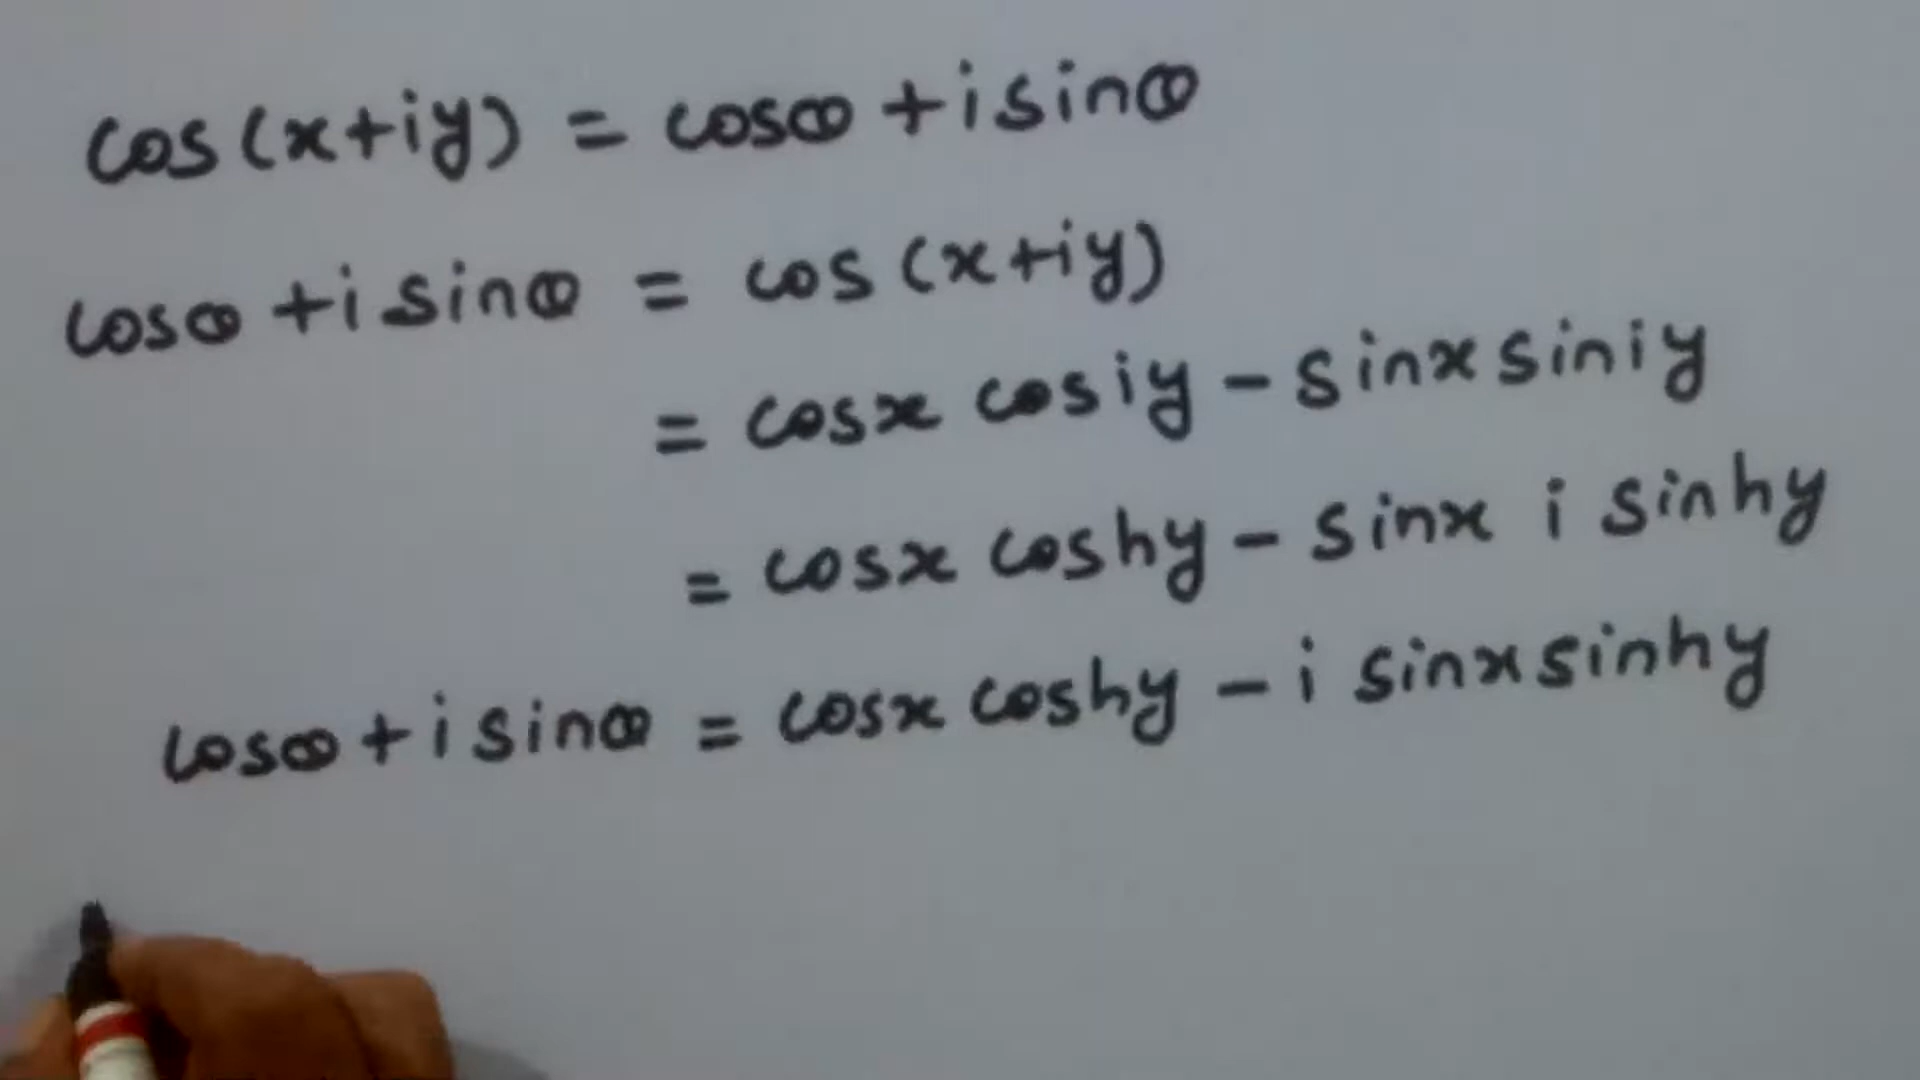 cos(x+iy) = cosθ + i sinθ
cosθ + i sinθ = cos(x+iy)
= cosx cosiy - sinx siniy
= cosx coshy - sinx i sinhy
cosθ + i sinθ = cosx coshy - i sinx sinhy